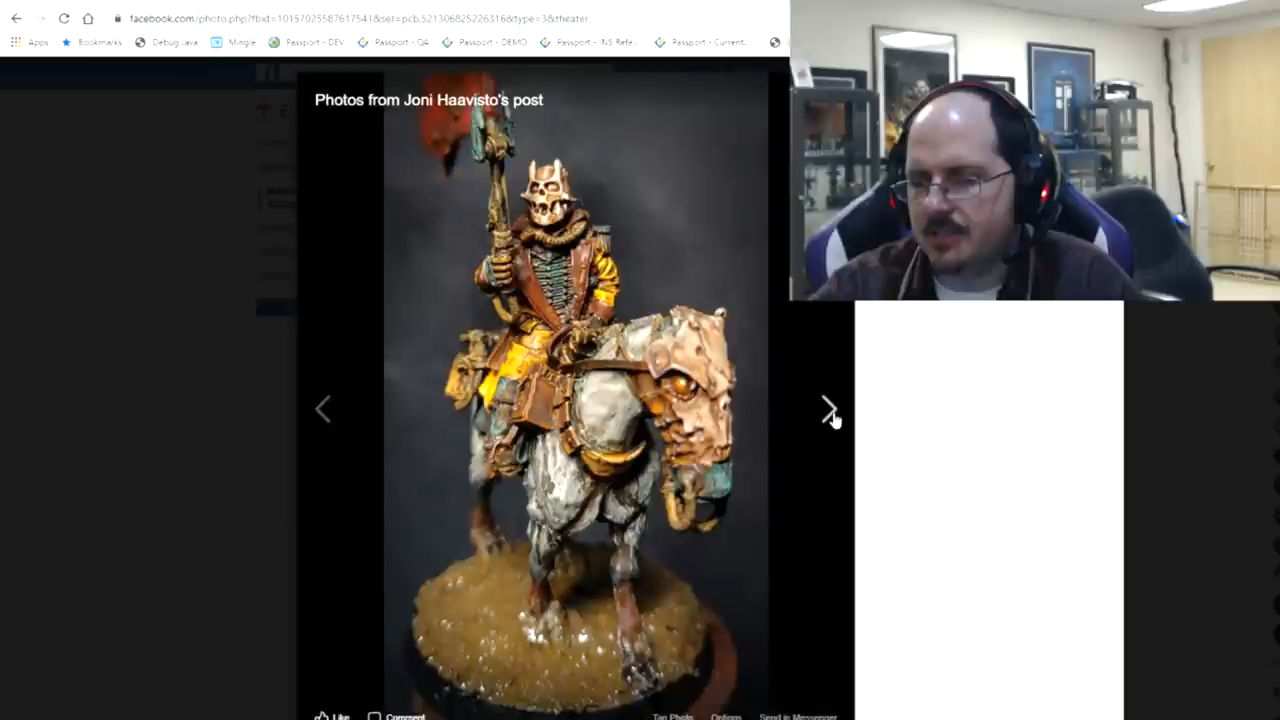 facebook.com/photo.php?fbid=10157025587617541&set=pcb.5213068252263168&type=3&theater
Apps Bookmarks Debug Java Mingle Passport - DEV Passport - QA Passport - DEMO Passport - INS Refe... Passport - Current...
Photos from Joni Haavisto's post
Like Comment Tag Photo Options Send in Messenger